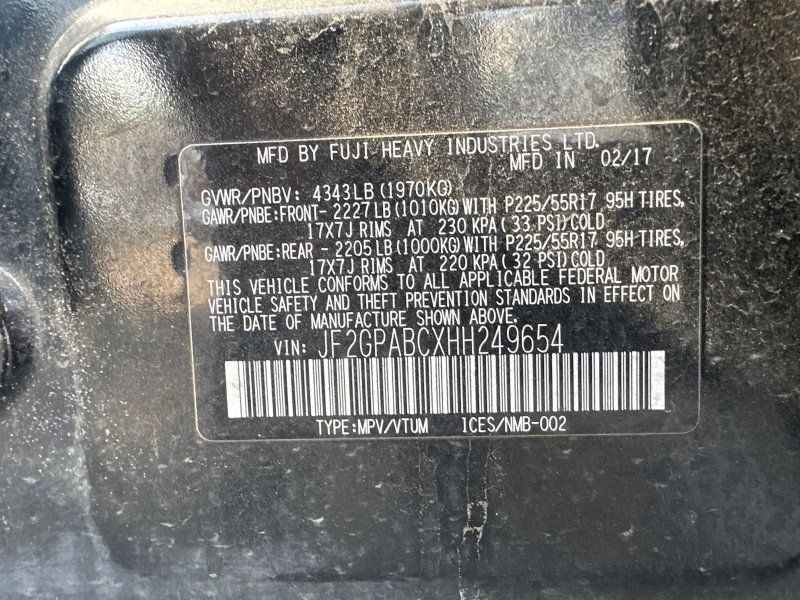 MFD BY FUJI HEAVY INDUSTRIES LTD.
MFD IN 02/17
GVWR/PNBV: 4343LB(1970KG)
GAWR/PNBE:FRONT- 2227LB(1010KG)WITH P225/55R17 95H TIRES,
17X7J RIMS AT 230 KPA(33 PSI)COLD
GAWR/PNBE:REAR - 2205LB(1000KG)WITH P225/55R17 95H TIRES,
17X7J RIMS AT 220 KPA(32 PSI)COLD
THIS VEHICLE CONFORMS TO ALL APPLICABLE FEDERAL MOTOR
VEHICLE SAFETY AND THEFT PREVENTION STANDARDS IN EFFECT ON
THE DATE OF MANUFACTURE SHOWN ABOVE.
VIN: JF2GPABCXHH249654
TYPE:MPV/VTUM ICES/NMB-002